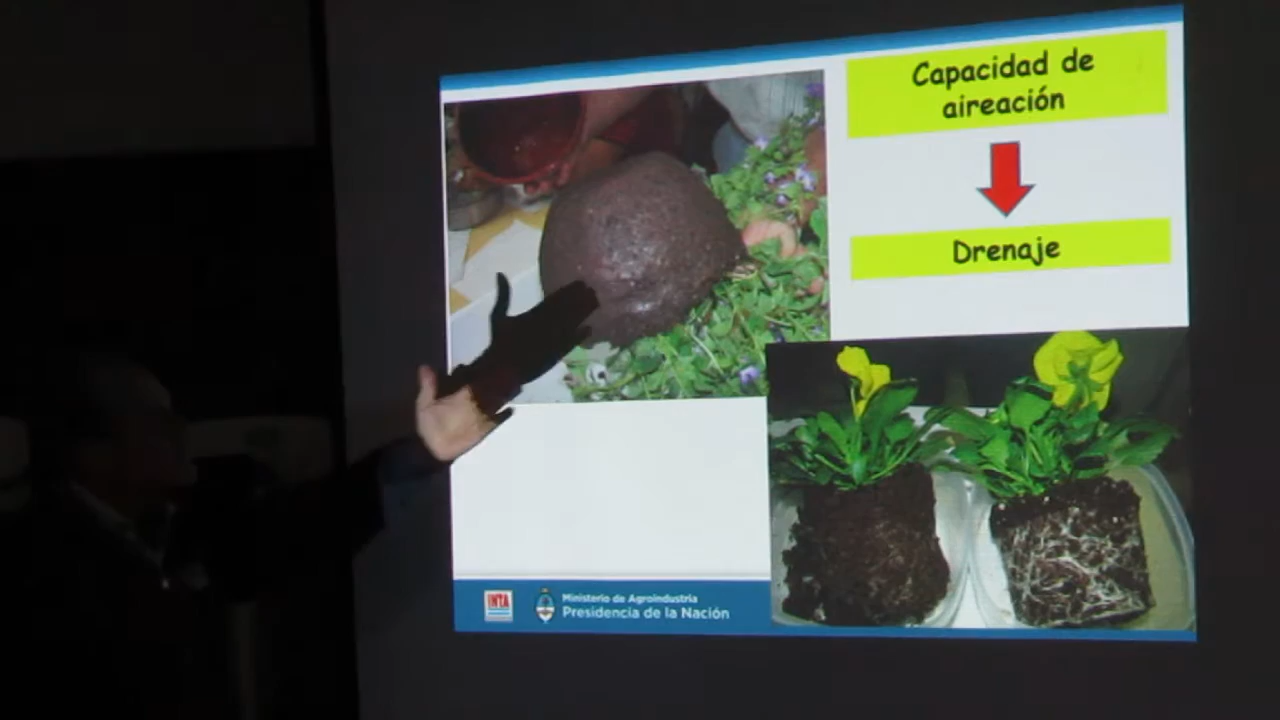 Capacidad de
aireación
Drenaje
INTA
Ministerio de Agroindustria
Presidencia de la Nación